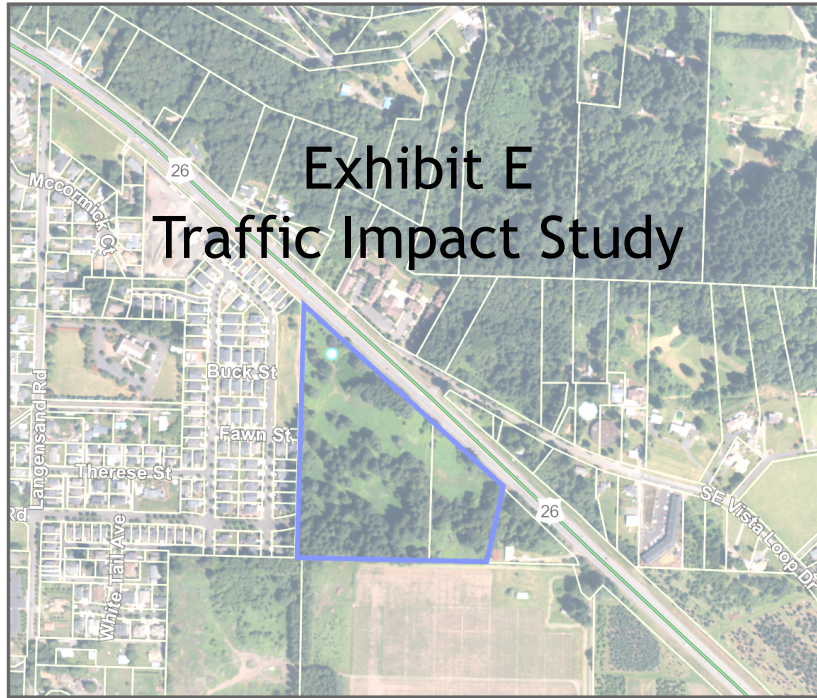 Exhibit E
Traffic Impact Study
26
Mccormick Ct
Buck St
Langensand Rd
Fawn St
Therese St
Rd
White Tail Ave
26
SE Vista Loop Dr